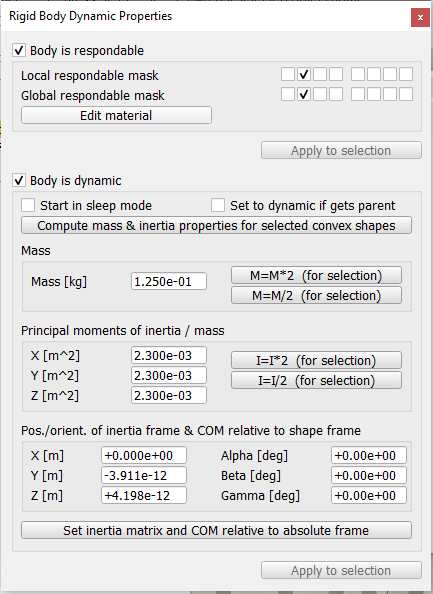 Rigid Body Dynamic Properties x
Body is respondable
Local respondable mask
Global respondable mask
Edit material
Apply to selection
Body is dynamic
Start in sleep mode Set to dynamic if gets parent
Compute mass & inertia properties for selected convex shapes
Mass
Mass [kg] 1.250e-01 M=M*2 (for selection)
M=M/2 (for selection)
Principal moments of inertia / mass
X [m^2] 2.300e-03 I=I*2 (for selection)
Y [m^2] 2.300e-03 I=I/2 (for selection)
Z [m^2] 2.300e-03
Pos./orient. of inertia frame & COM relative to shape frame
X [m] +0.000e+00 Alpha [deg] +0.00e+00
Y [m] -3.911e-12 Beta [deg] +0.00e+00
Z [m] +4.198e-12 Gamma [deg] +0.00e+00
Set inertia matrix and COM relative to absolute frame
Apply to selection